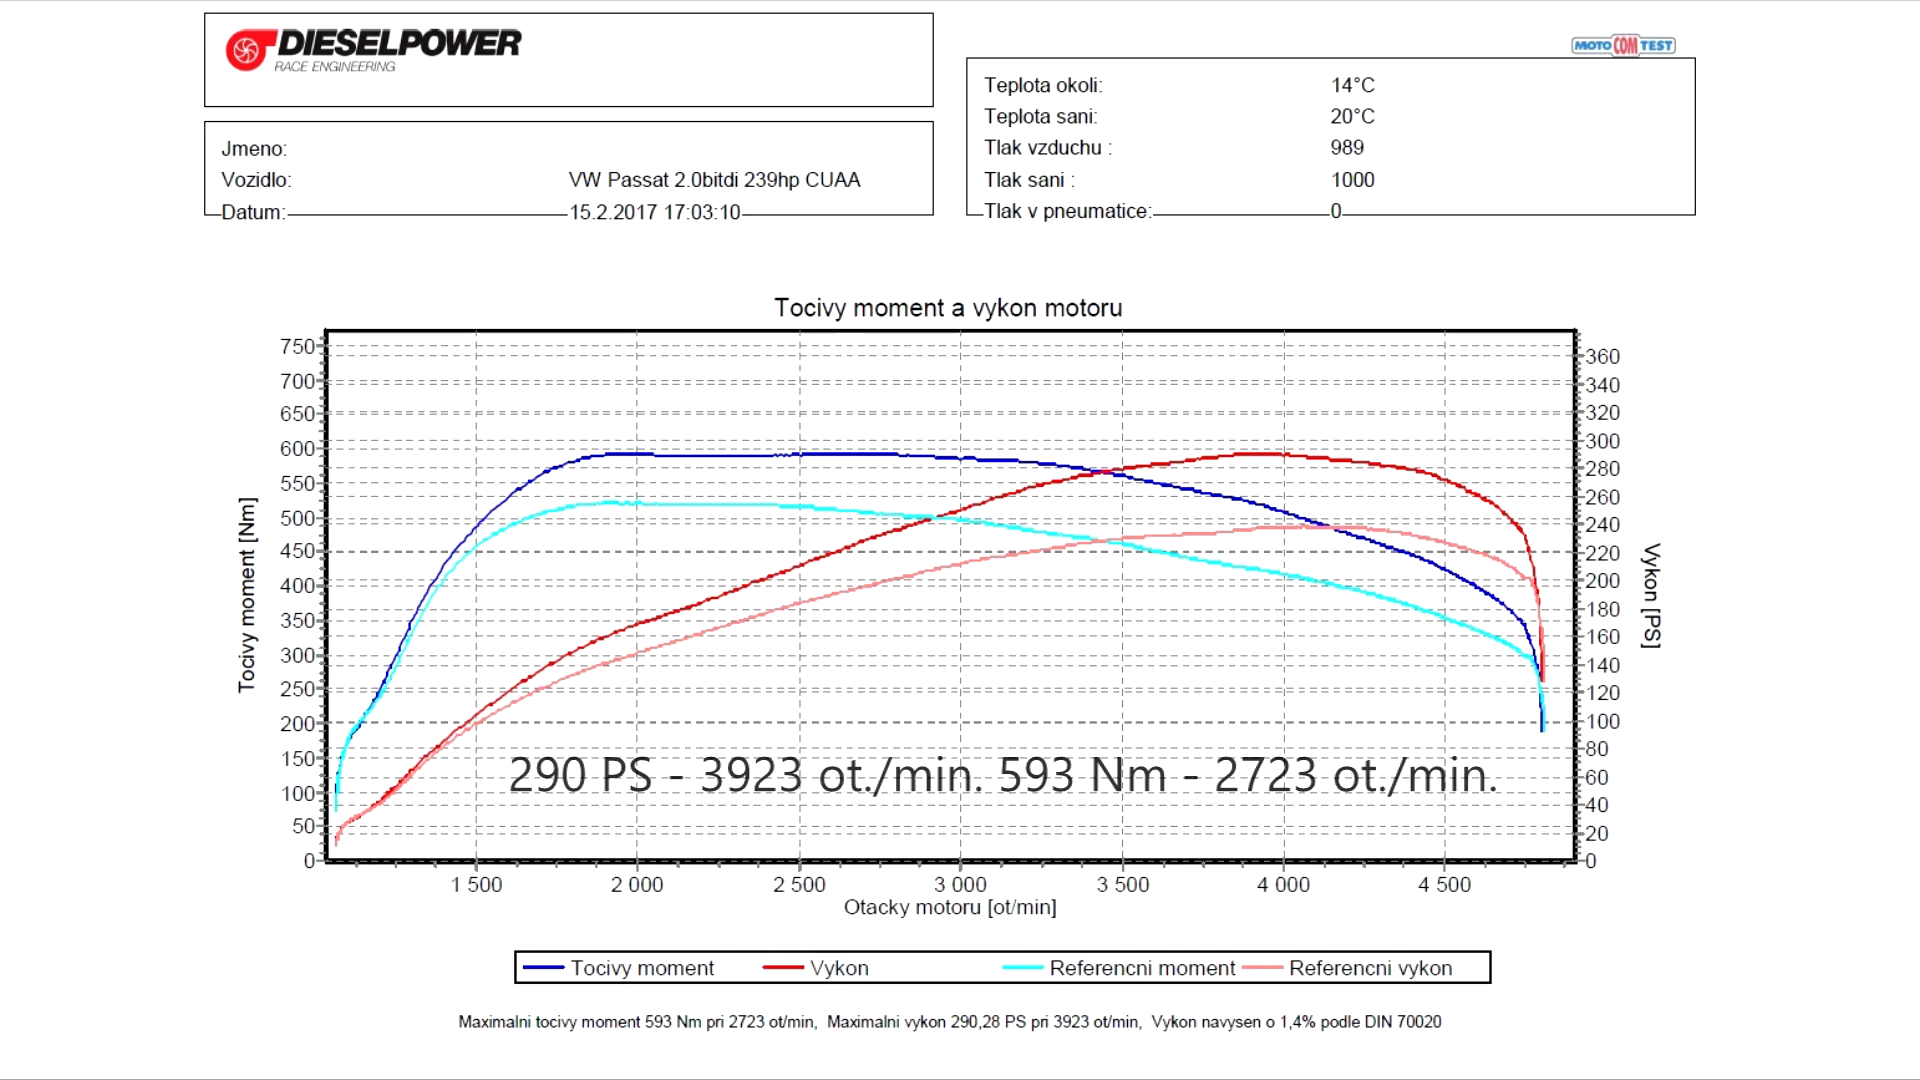 DIESELPOWER
RACE ENGINEERING
MOTO COM TEST
Jmeno:
Vozidlo: VW Passat 2.0bitdi 239hp CUAA
Datum: 15.2.2017 17:03:10
Teplota okoli: 14°C
Teplota sani: 20°C
Tlak vzduchu : 989
Tlak sani : 1000
Tlak v pneumatice: 0
Tocivy moment a vykon motoru
Tocivy moment [Nm]
750
700
650
600
550
500
450
400
350
300
250
200
150
100
50
0
360
340
320
300
280
260
240
220
200
180
160
140
120
100
80
60
40
20
0
Vykon [PS]
290 PS - 3923 ot./min. 593 Nm - 2723 ot./min.
1 500 2 000 2 500 3 000 3 500 4 000 4 500
Otacky motoru [ot/min]
Tocivy moment Vykon Referencni moment Referencni vykon
Maximalni tocivy moment 593 Nm pri 2723 ot/min, Maximalni vykon 290,28 PS pri 3923 ot/min, Vykon navysen o 1,4% podle DIN 70020